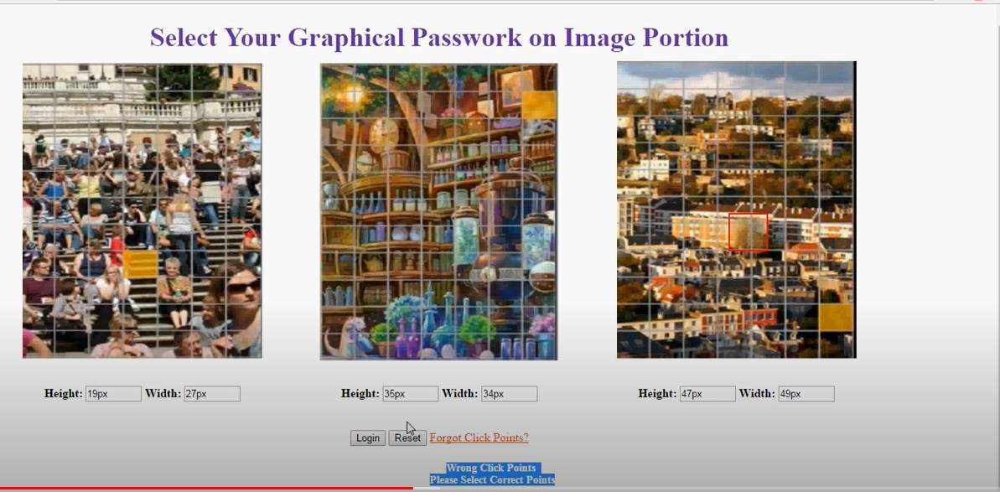 Select Your Graphical Passwork on Image Portion
Height: 19px Width: 27px
Height: 35px Width: 34px
Height: 47px Width: 49px
Login Reset Forgot Click Points?
Wrong Click Points
Please Select Correct Points